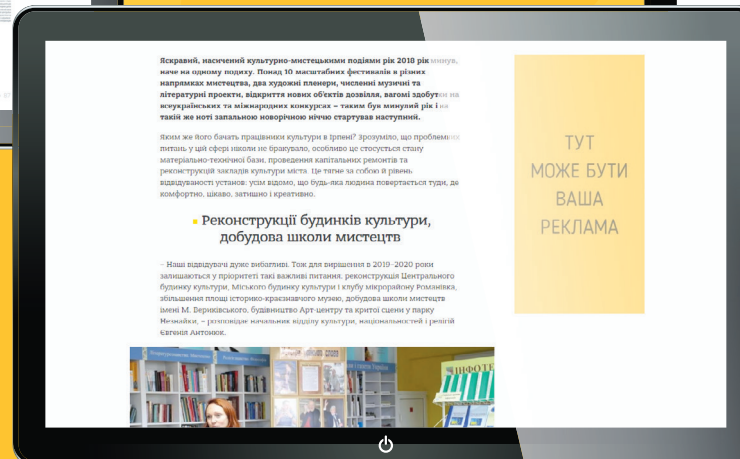 Яскравий, насичений культурно-мистецькими подіями рік 2018 рік минув,
наче на одному подиху. Понад 10 масштабних фестивалів в різних
напрямках мистецтва, два художні пленери, численні музичні та
літературні проекти, відкриття нових об'єктів дозвілля, вагомі здобутки на
всеукраїнських та міжнародних конкурсах – таким був минулий рік і на
такій же ноті запальною новорічною ніччю стартував наступний.
Яким же його бачать працівники культури в Ірпені? Зрозуміло, що проблемних
питань у цій сфері ніколи не бракувало, особливо це стосується стану
матеріально-технічної бази, проведення капітальних ремонтів та
реконструкцій закладів культури міста. Це тягне за собою й рівень
відвідуваності установ: усім відомо, що будь-яка людина повертається туди, де
комфортно, цікаво, затишно і креативно.
Реконструкції будинків культури,
добудова школи мистецтв
– Наші відвідувачі дуже вибагливі. Тож для вирішення в 2019-2020 роки
залишаються у пріоритеті такі важливі питання: реконструкція Центрального
будинку культури, Міського будинку культури і клубу мікрорайону Романівка,
збільшення площі історико-краєзнавчого музею, добудова школи мистецтв
імені М. Вериківського, будівництво Арт-центру та критої сцени у парку
Незнайки, – розповідає начальник відділу культури, національностей і релігій
Євгенія Антонюк.
ТУТ
МОЖЕ БУТИ
ВАША
РЕКЛАМА
ІНФОТЕ